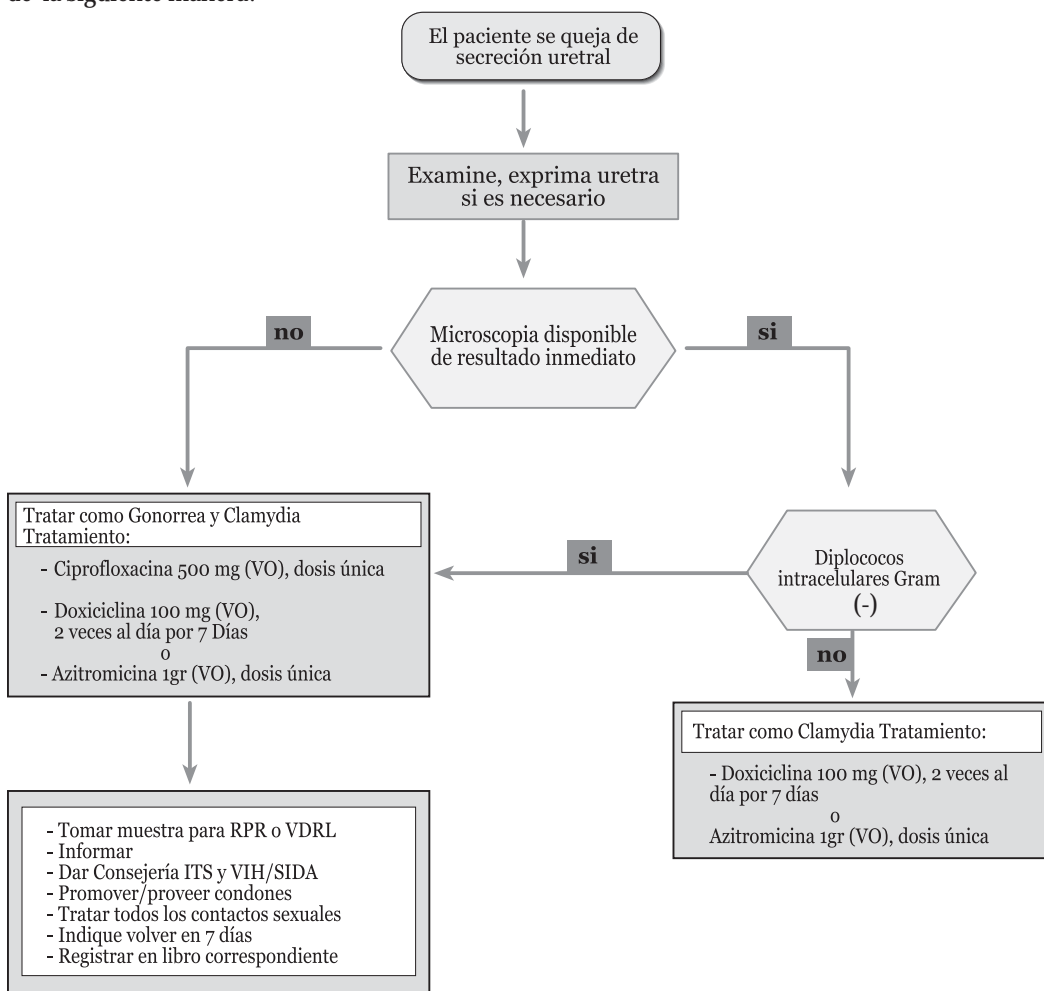 de la siguiente manera:
El paciente se queja de
secreción uretral
Examine, exprima uretra
si es necesario
Microscopia disponible
de resultado inmediato
no
si
Tratar como Gonorrea y Clamydia
Tratamiento:
- Ciprofloxacina 500 mg (VO), dosis única
- Doxiciclina 100 mg (VO),
2 veces al día por 7 Días
o
- Azitromicina 1gr (VO), dosis única
si
Diplococos
intracelulares Gram
(-)
no
Tratar como Clamydia Tratamiento:
- Doxiciclina 100 mg (VO), 2 veces al
día por 7 días
o
Azitromicina 1gr (VO), dosis única
- Tomar muestra para RPR o VDRL
- Informar
- Dar Consejería ITS y VIH/SIDA
- Promover/proveer condones
- Tratar todos los contactos sexuales
- Indique volver en 7 días
- Registrar en libro correspondiente